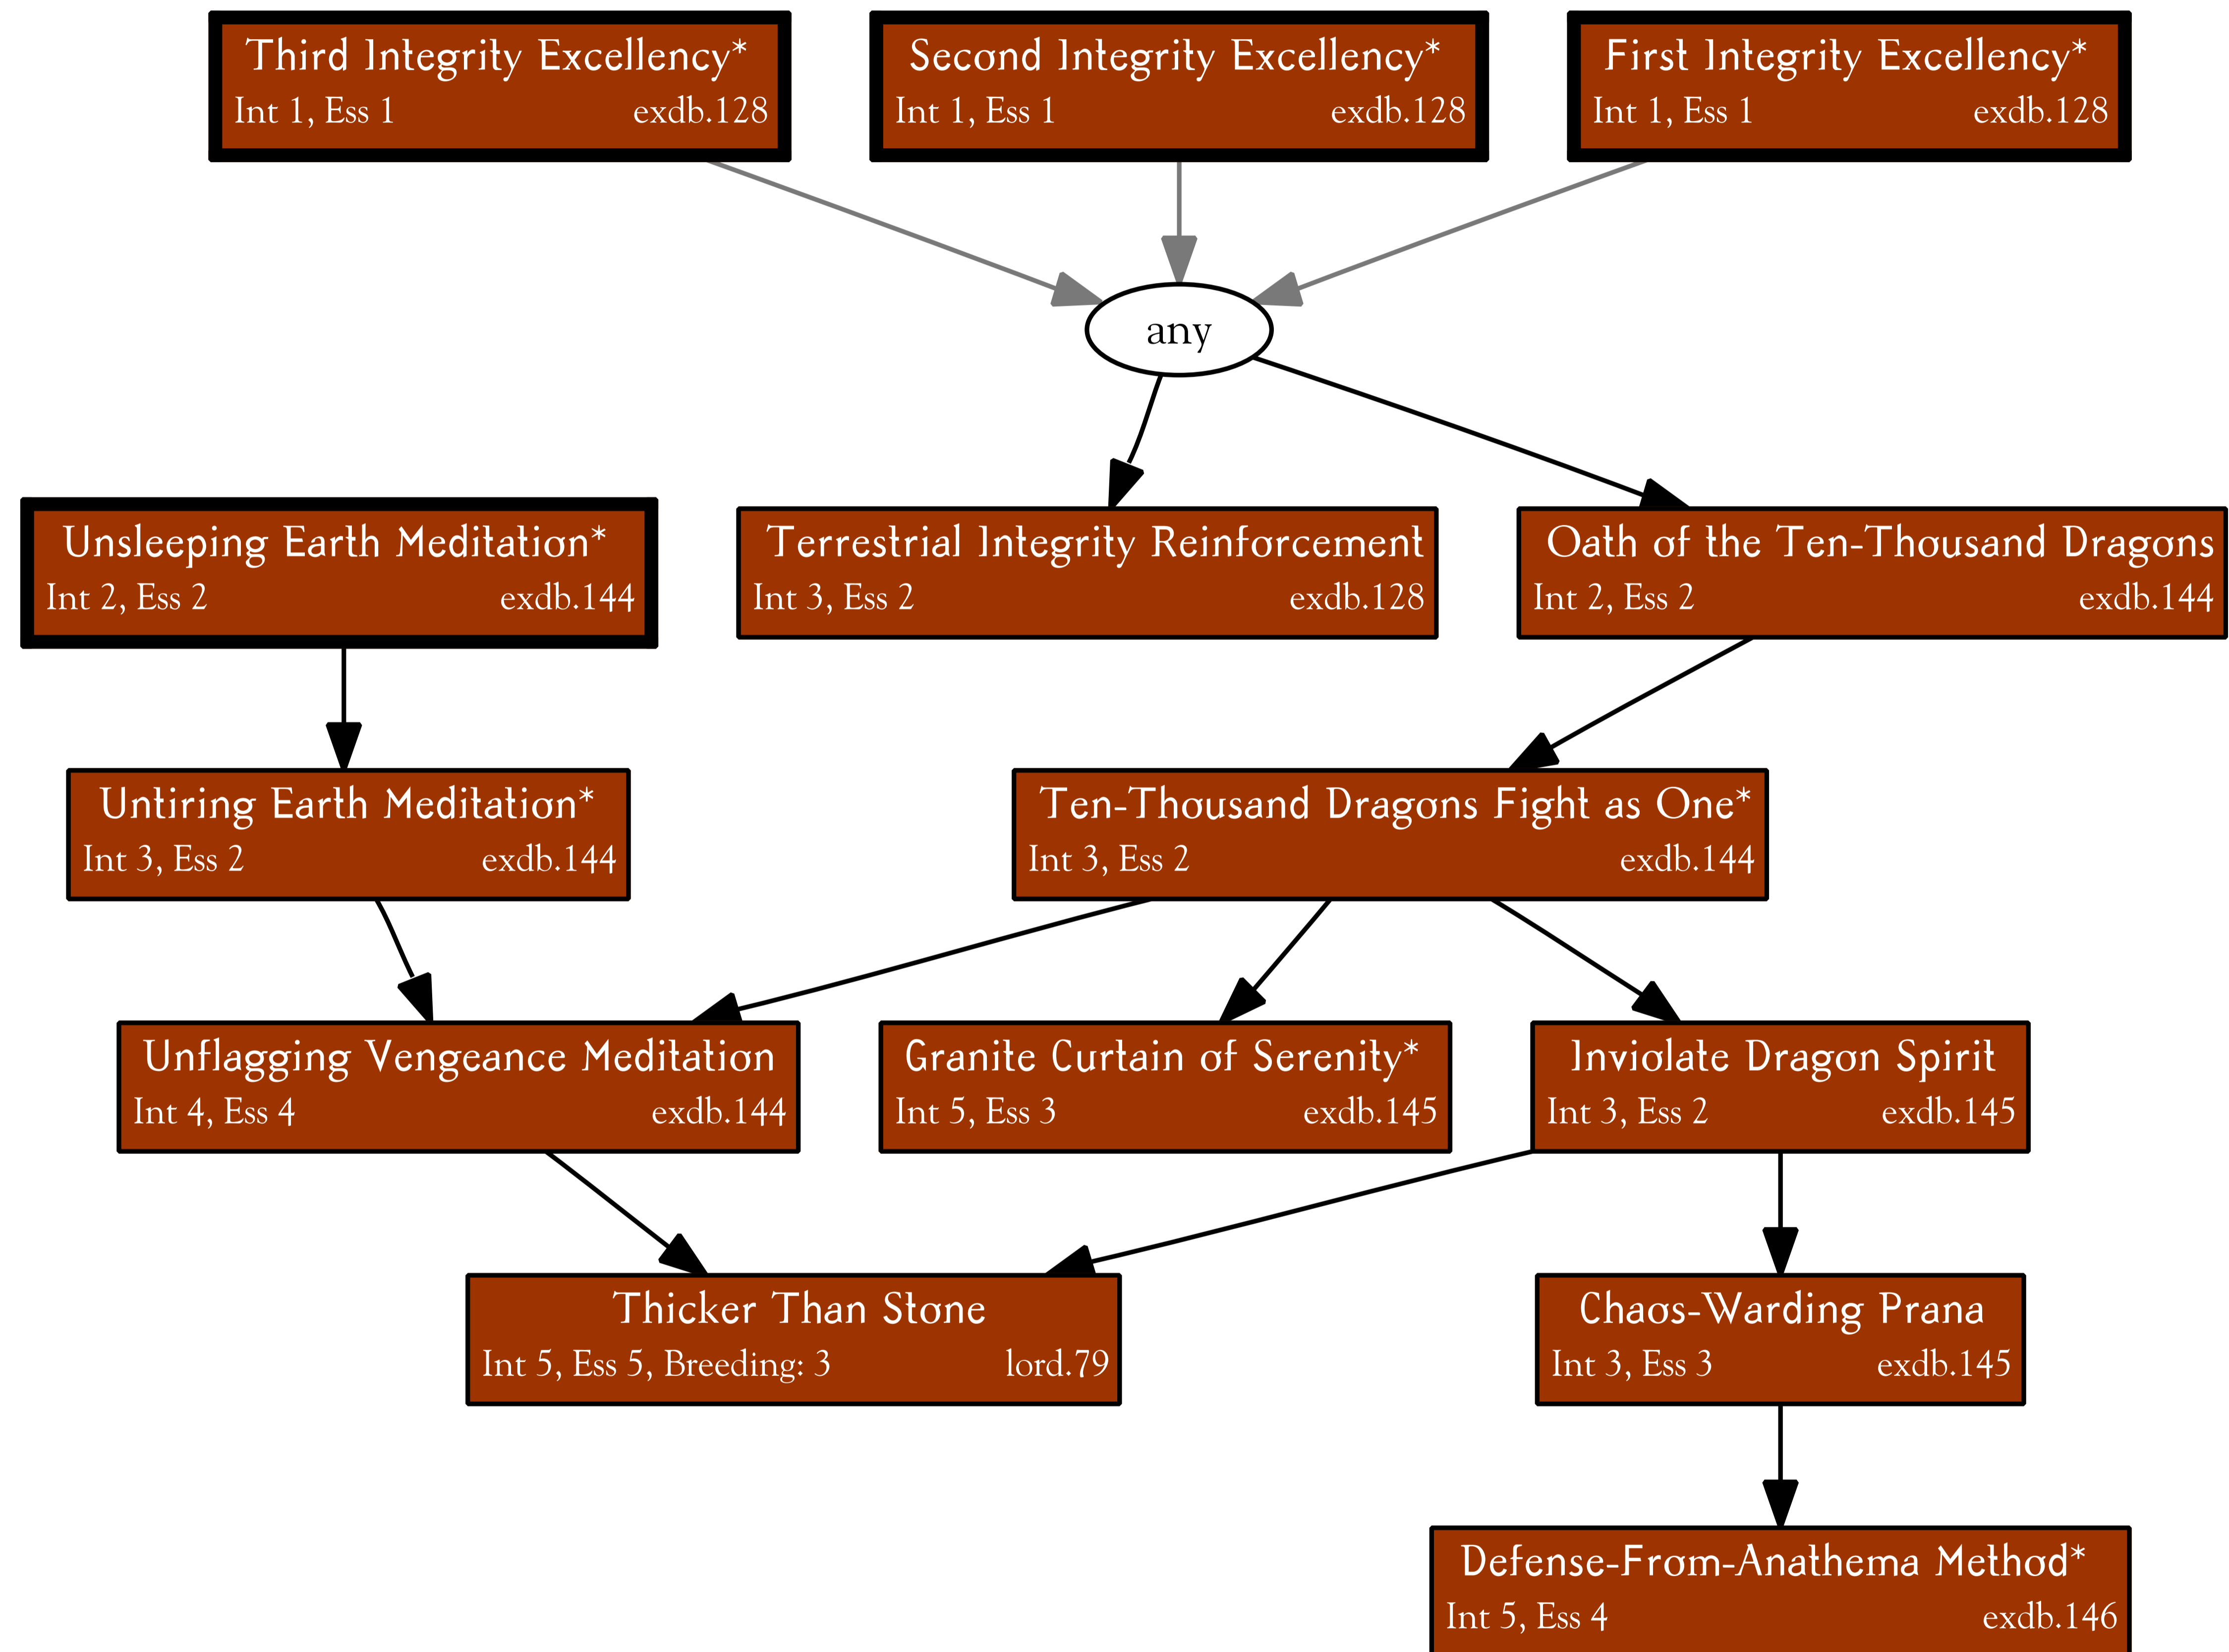 Third Integrity Excellency*
Int 1, Ess 1 exdb.128
Second Integrity Excellency*
Int 1, Ess 1 exdb.128
First Integrity Excellency*
Int 1, Ess 1 exdb.128
any
Unsleeping Earth Meditation*
Int 2, Ess 2 exdb.144
Terrestrial Integrity Reinforcement
Int 3, Ess 2 exdb.128
Oath of the Ten-Thousand Dragons
Int 2, Ess 2 exdb.144
Untiring Earth Meditation*
Int 3, Ess 2 exdb.144
Ten-Thousand Dragons Fight as One*
Int 3, Ess 2 exdb.144
Unflagging Vengeance Meditation
Int 4, Ess 4 exdb.144
Granite Curtain of Serenity*
Int 5, Ess 3 exdb.145
Inviolate Dragon Spirit
Int 3, Ess 2 exdb.145
Thicker Than Stone
Int 5, Ess 5, Breeding: 3 lord.79
Chaos-Warding Prana
Int 3, Ess 3 exdb.145
Defense-From-Anathema Method*
Int 5, Ess 4 exdb.146